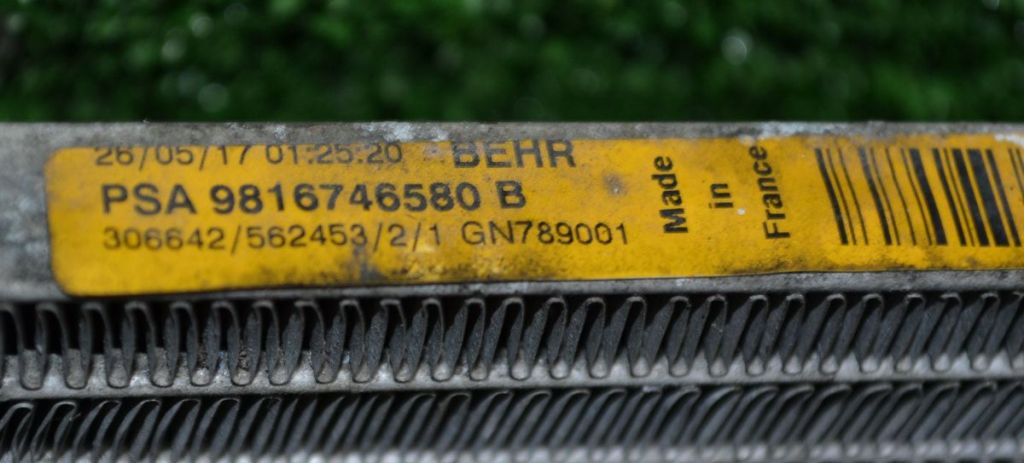 26/05/17 01:25:20 BEHR
PSA 9816746580 B
306642/562453/2/1 GN789001
Made
in
France